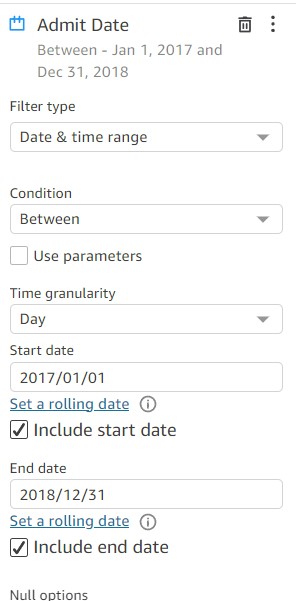 Admit Date
Between - Jan 1, 2017 and
Dec 31, 2018
Filter type
Date & time range
Condition
Between
Use parameters
Time granularity
Day
Start date
2017/01/01
Set a rolling date
Include start date
End date
2018/12/31
Set a rolling date
Include end date
Null options